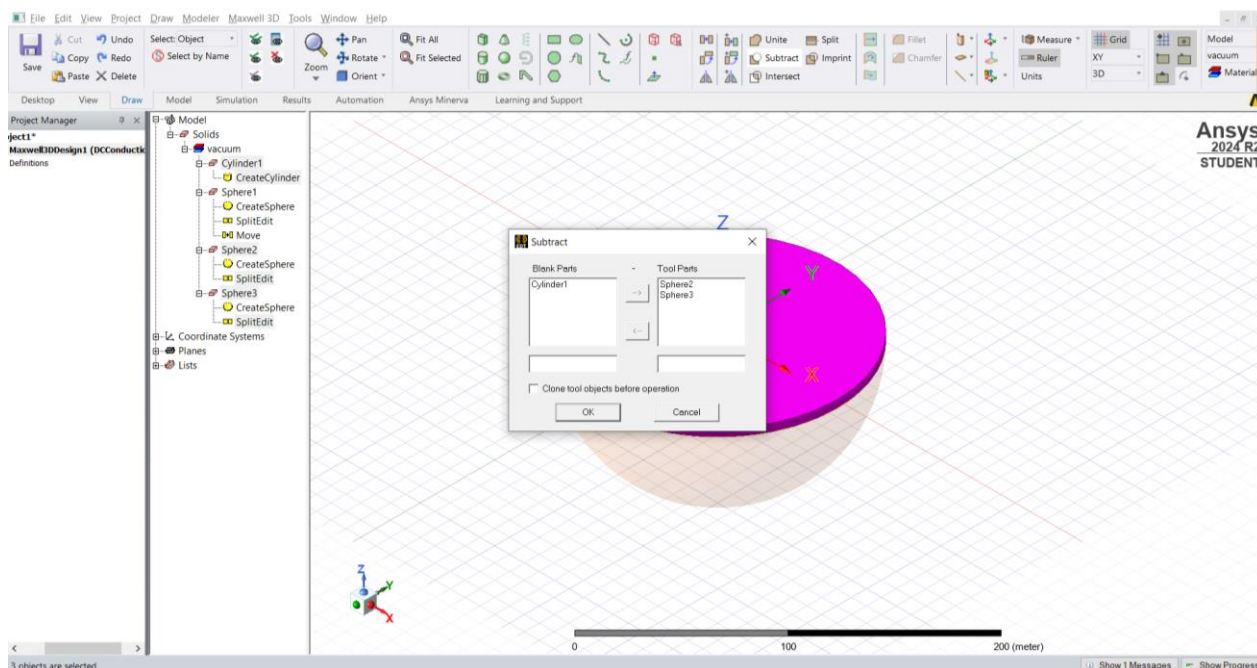 File Edit View Project Draw Modeler Maxwell 3D Tools Window Help
Save
Cut
Copy
Paste
Undo
Redo
Delete
Select: Object
Select by Name
Zoom
Pan
Rotate
Orient
Fit All
Fit Selected
Unite
Subtract
Intersect
Split
Imprint
Fillet
Chamfer
Measure
Ruler
Units
Grid
XY
3D
Model
vacuum
Material
Desktop View Draw Model Simulation Results Automation Ansys Minerva Learning and Support
Project Manager
ject1*
Maxwell3DDesign1 (DCConductic
Definitions
Model
Solids
vacuum
Cylinder1
CreateCylinder
Sphere1
CreateSphere
SplitEdit
Move
Sphere2
CreateSphere
SplitEdit
Sphere3
CreateSphere
SplitEdit
Coordinate Systems
Planes
Lists
Ansys
2024 R2
STUDENT
Z
Y
X
Subtract
Blank Parts - Tool Parts
Cylinder1
Sphere2
Sphere3
Clone tool objects before operation
OK Cancel
Z
Y
X
0 100 200 (meter)
3 objects are selected
Show 1 Messages Show Progress